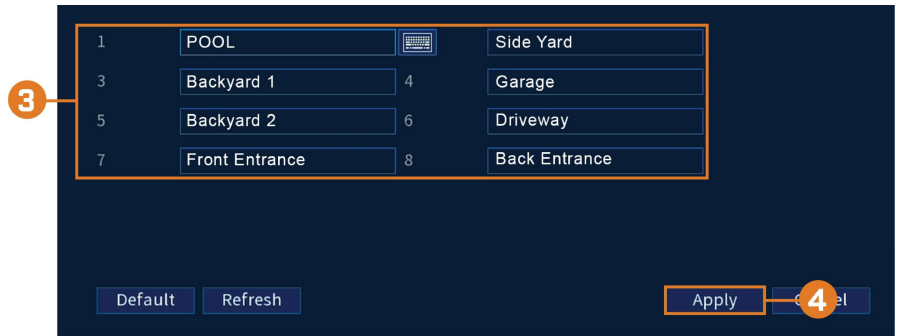 1 POOL Side Yard
3 Backyard 1 4 Garage
3
5 Backyard 2 6 Driveway
7 Front Entrance 8 Back Entrance
Default Refresh Apply 4